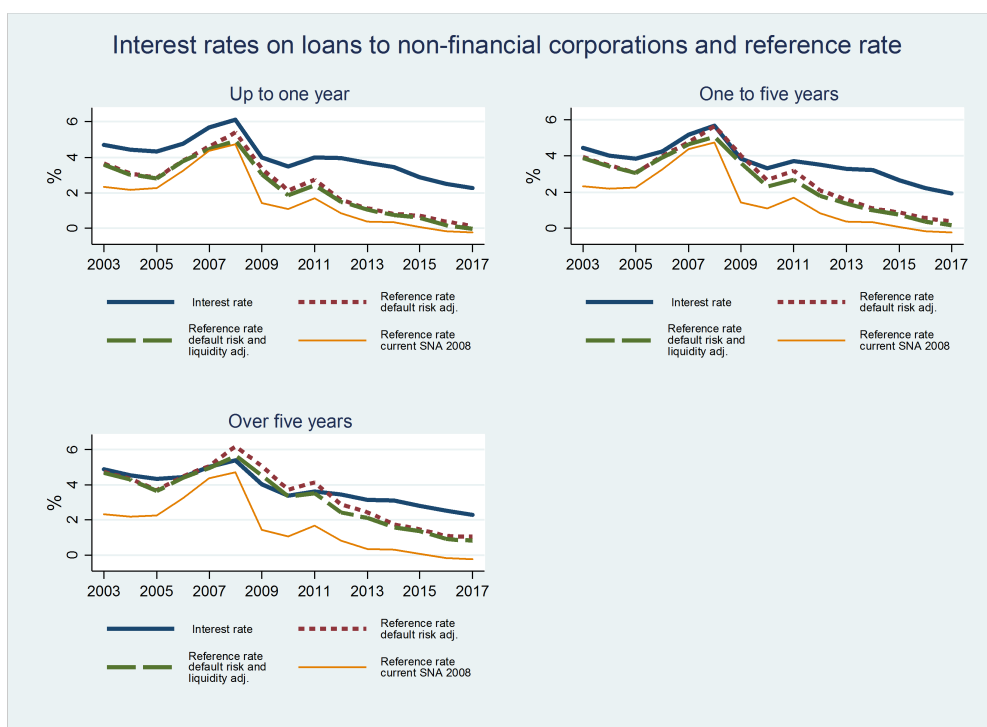 Interest rates on loans to non-financial corporations and reference rate
Up to one year
%
6
4
2
0
2003 2005 2007 2009 2011 2013 2015 2017
Interest rate
Reference rate
default risk adj.
Reference rate
default risk and
liquidity adj.
Reference rate
current SNA 2008
One to five years
%
6
4
2
0
2003 2005 2007 2009 2011 2013 2015 2017
Interest rate
Reference rate
default risk adj.
Reference rate
default risk and
liquidity adj.
Reference rate
current SNA 2008
Over five years
%
6
4
2
0
2003 2005 2007 2009 2011 2013 2015 2017
Interest rate
Reference rate
default risk adj.
Reference rate
default risk and
liquidity adj.
Reference rate
current SNA 2008